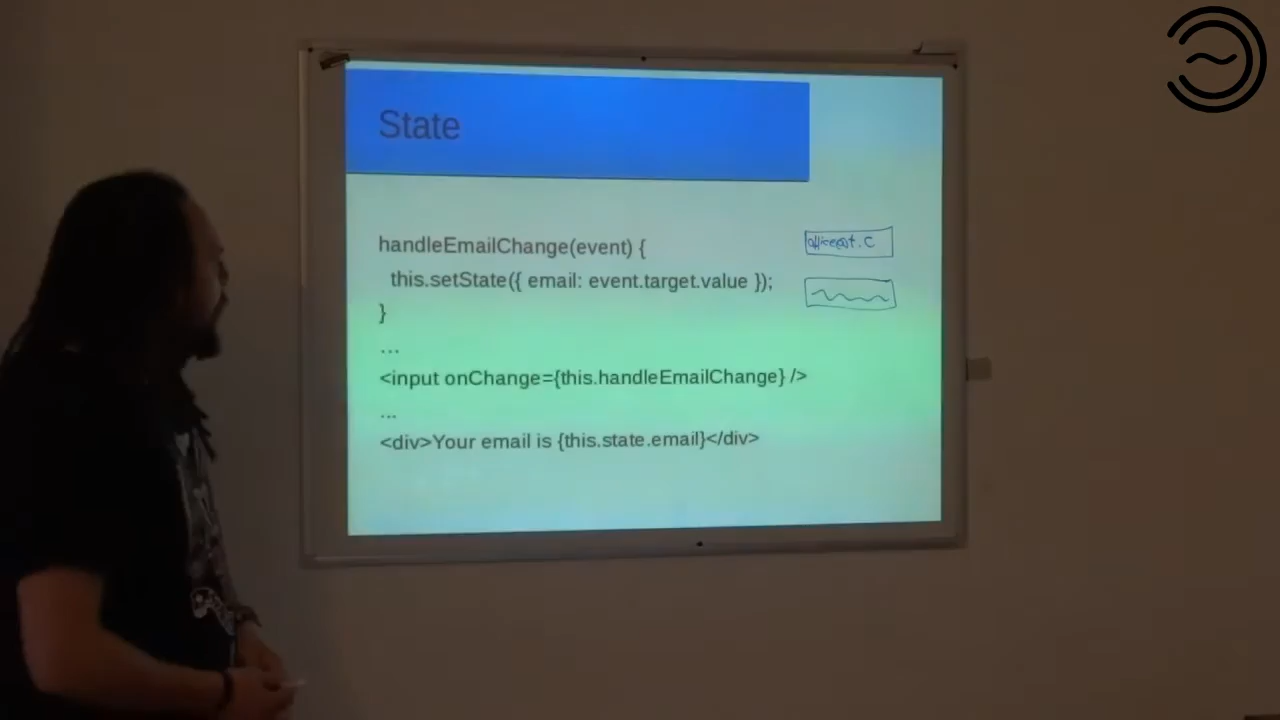 State
handleEmailChange(event) {
this.setState({ email: event.target.value });
}
...
<input onChange={this.handleEmailChange} />
...
<div>Your email is {this.state.email}</div>